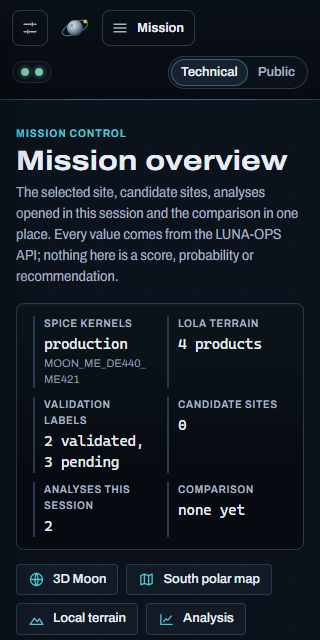 Mission
Technical
Public
MISSION CONTROL
Mission overview
The selected site, candidate sites, analyses
opened in this session and the comparison in one
place. Every value comes from the LUNA-OPS
API; nothing here is a score, probability or
recommendation.
SPICE KERNELS
production
MOON_ME_DE440_
ME421
LOLA TERRAIN
4 products
VALIDATION
LABELS
2 validated,
3 pending
CANDIDATE SITES
0
ANALYSES THIS
SESSION
2
COMPARISON
none yet
3D Moon
South polar map
Local terrain
Analysis